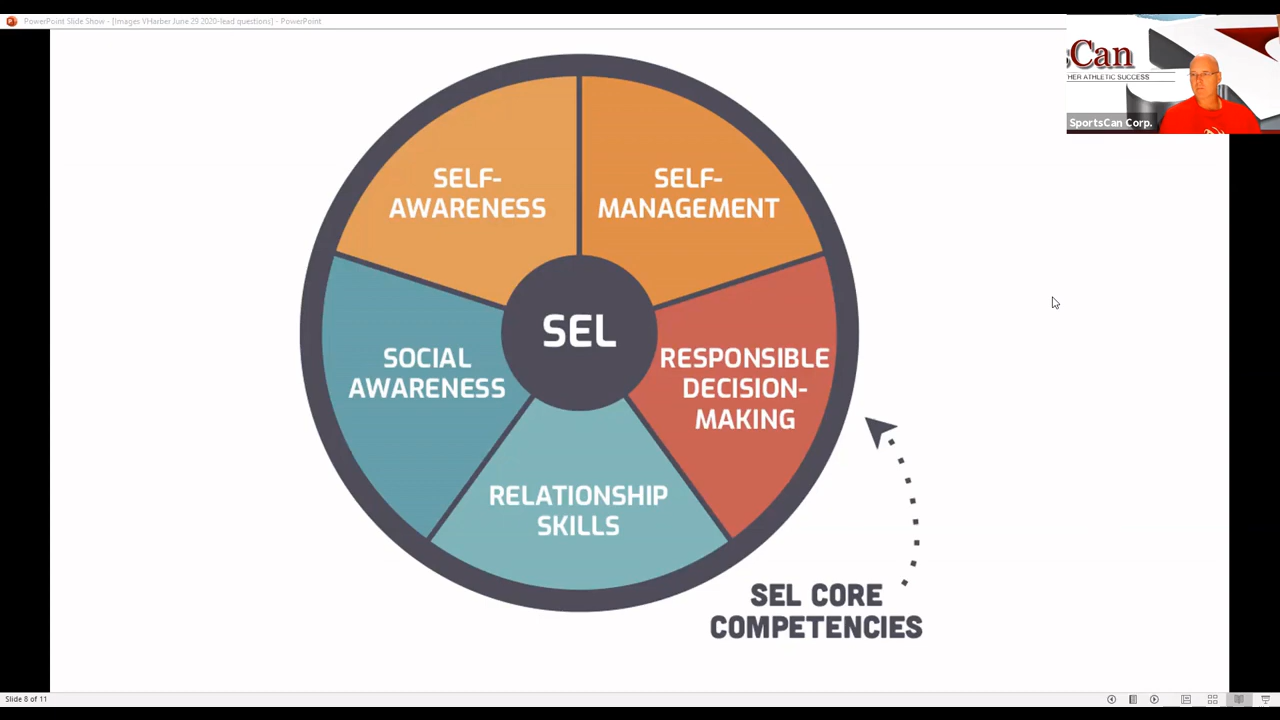 PowerPoint Slide Show - [Images VHarber June 29 2020-lead questions] - PowerPoint
sCan
HER ATHLETIC SUCCESS
SportsCan Corp.
SELF-
AWARENESS
SELF-
MANAGEMENT
SEL
SOCIAL
AWARENESS
RESPONSIBLE
DECISION-
MAKING
RELATIONSHIP
SKILLS
SEL CORE
COMPETENCIES
Slide 8 of 11